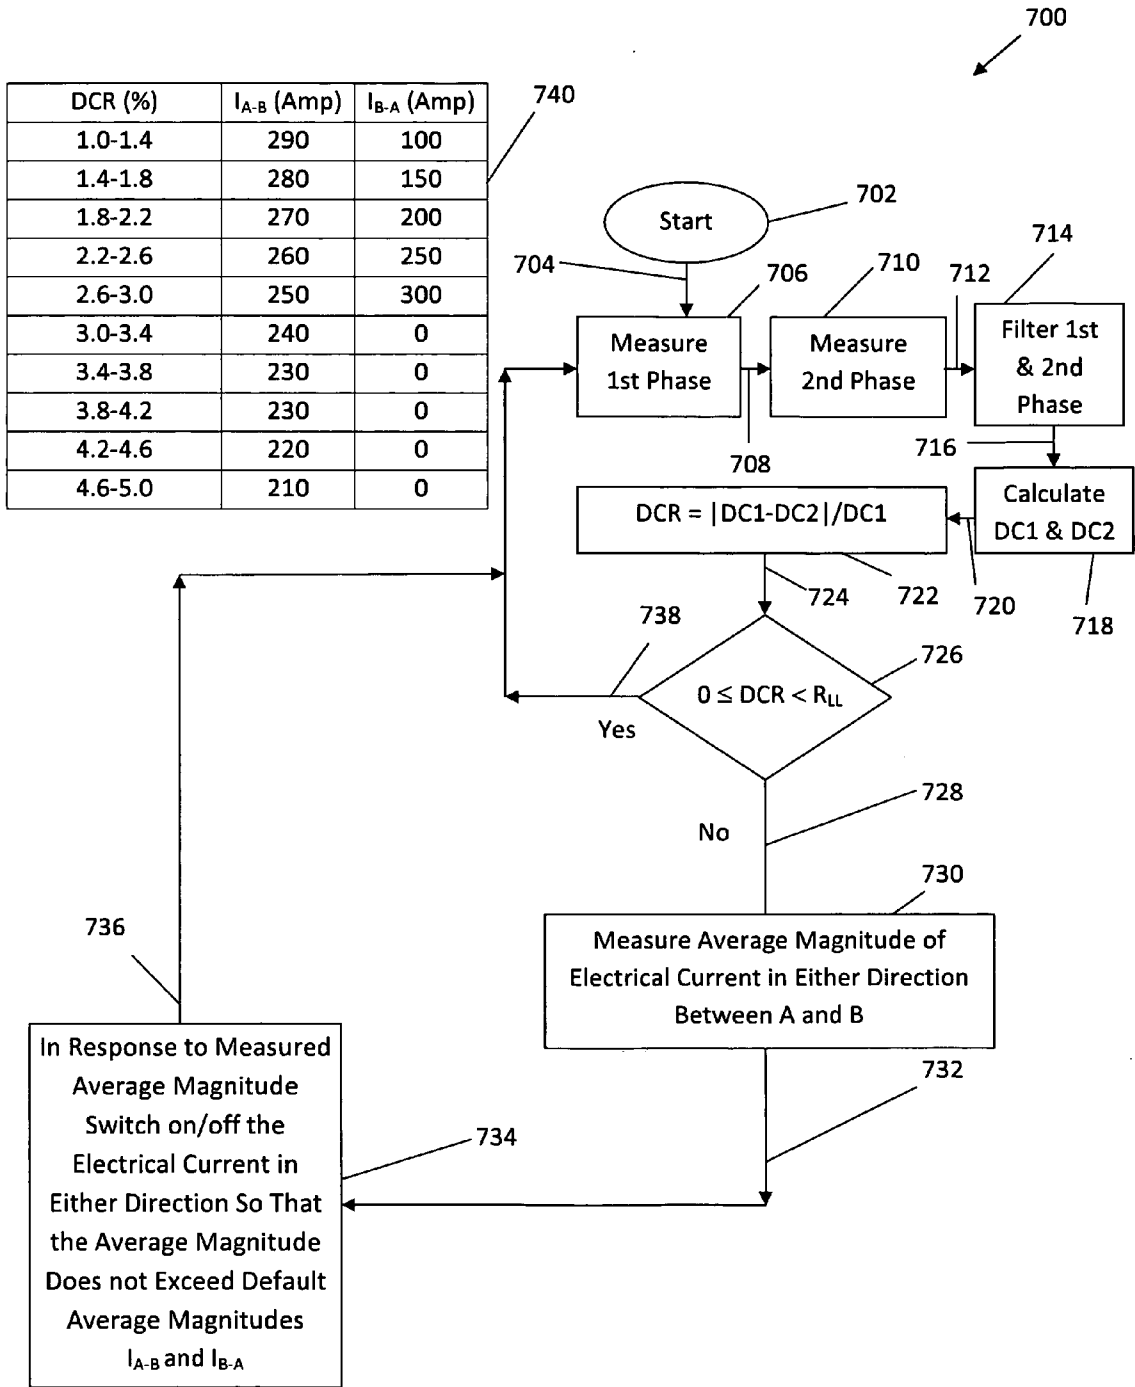 700
DCR (%) I_A-B (Amp) I_B-A (Amp)
1.0-1.4 290 100
1.4-1.8 280 150
1.8-2.2 270 200
2.2-2.6 260 250
2.6-3.0 250 300
3.0-3.4 240 0
3.4-3.8 230 0
3.8-4.2 230 0
4.2-4.6 220 0
4.6-5.0 210 0
740
Start
702
704
706
710
712
714
Measure
1st Phase
Measure
2nd Phase
Filter 1st
& 2nd
Phase
708
716
DCR = |DC1-DC2|/DC1
Calculate
DC1 & DC2
724
722
720
718
738
726
0 ≤ DCR < R_LL
Yes
No
728
730
Measure Average Magnitude of
Electrical Current in Either Direction
Between A and B
732
736
In Response to Measured
Average Magnitude
Switch on/off the
Electrical Current in
Either Direction So That
the Average Magnitude
Does not Exceed Default
Average Magnitudes
I_A-B and I_B-A
734